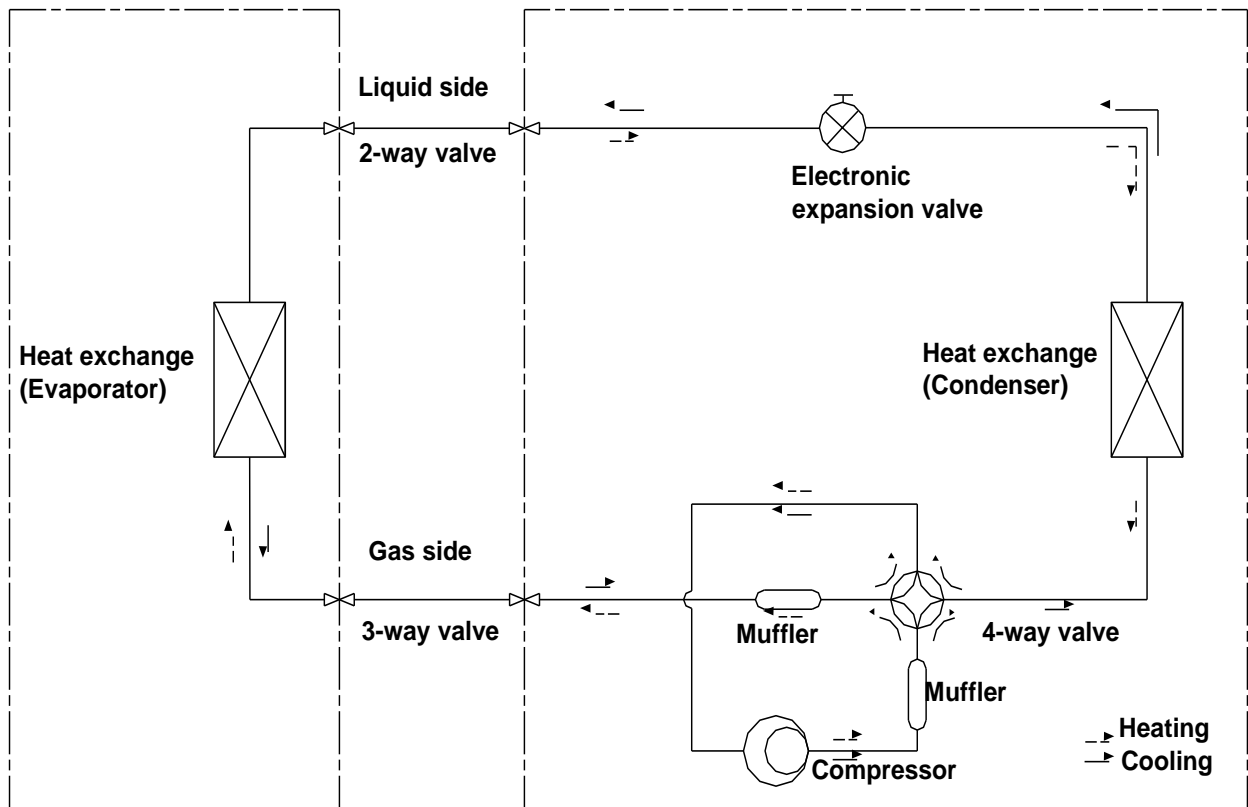 Liquid side
2-way valve
Electronic
expansion valve
Heat exchange
(Evaporator)
Heat exchange
(Condenser)
Gas side
3-way valve
Muffler
4-way valve
Muffler
Compressor
Heating
Cooling